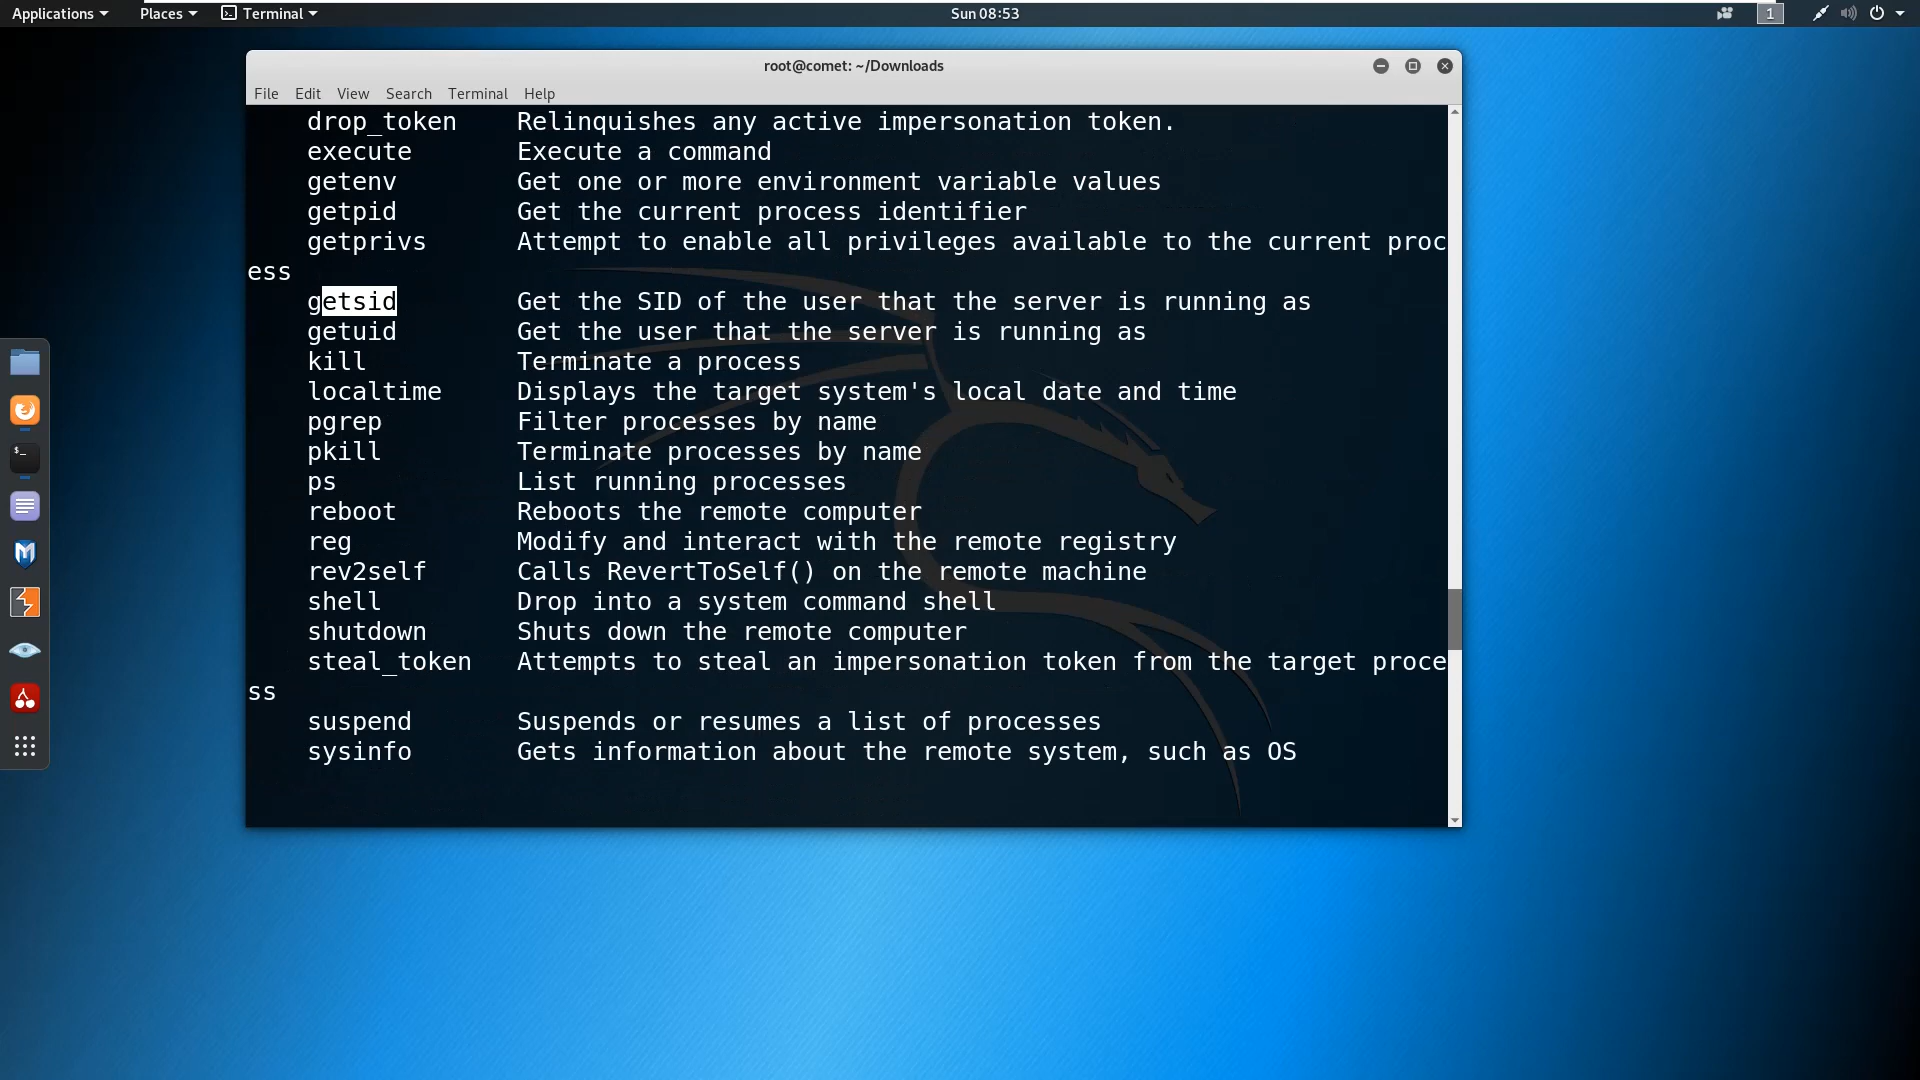 Applications Places Terminal Sun 08:53 1
root@comet: ~/Downloads
File Edit View Search Terminal Help
drop_token Relinquishes any active impersonation token.
execute Execute a command
getenv Get one or more environment variable values
getpid Get the current process identifier
getprivs Attempt to enable all privileges available to the current proc
ess
getsid Get the SID of the user that the server is running as
getuid Get the user that the server is running as
kill Terminate a process
localtime Displays the target system's local date and time
pgrep Filter processes by name
pkill Terminate processes by name
ps List running processes
reboot Reboots the remote computer
reg Modify and interact with the remote registry
rev2self Calls RevertToSelf() on the remote machine
shell Drop into a system command shell
shutdown Shuts down the remote computer
steal_token Attempts to steal an impersonation token from the target proce
ss
suspend Suspends or resumes a list of processes
sysinfo Gets information about the remote system, such as OS